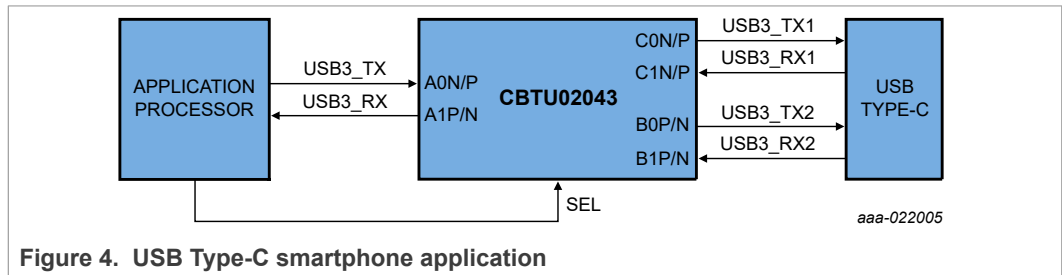 APPLICATION
PROCESSOR
USB3_TX
USB3_RX
A0N/P
A1P/N
CBTU02043
C0N/P
C1N/P
B0P/N
B1P/N
USB3_TX1
USB3_RX1
USB3_TX2
USB3_RX2
USB
TYPE-C
SEL
aaa-022005
Figure 4. USB Type-C smartphone application